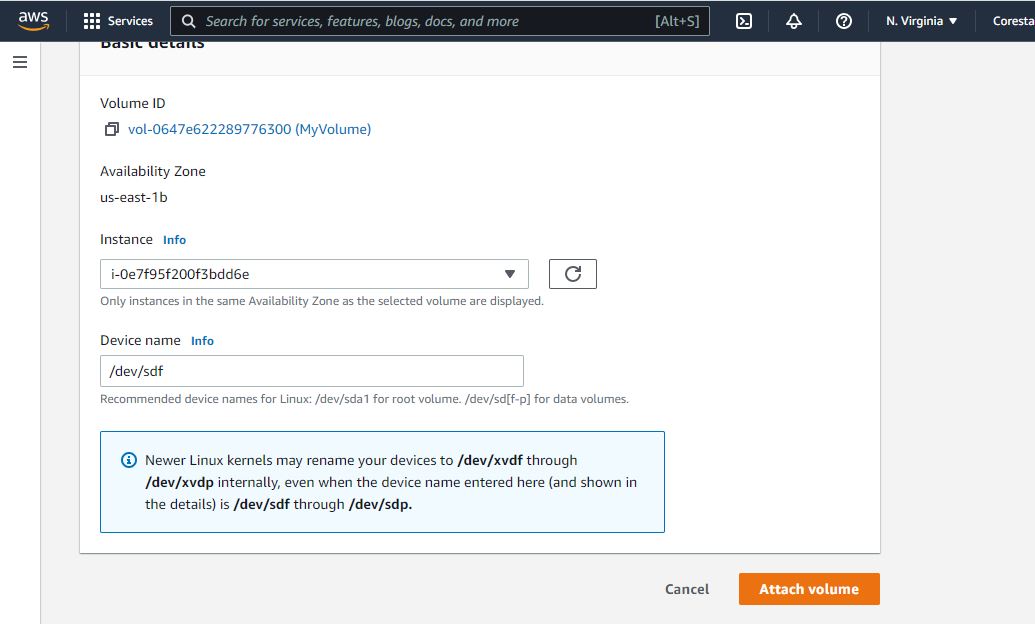 aws
Services
Search for services, features, blogs, docs, and more [Alt+S]
N. Virginia ▼
Coresta
Basic details
Volume ID
vol-0647e622289776300 (MyVolume)
Availability Zone
us-east-1b
Instance Info
i-0e7f95f200f3bdd6e
Only instances in the same Availability Zone as the selected volume are displayed.
Device name Info
/dev/sdf
Recommended device names for Linux: /dev/sda1 for root volume. /dev/sd[f-p] for data volumes.
Newer Linux kernels may rename your devices to /dev/xvdf through
/dev/xvdp internally, even when the device name entered here (and shown in
the details) is /dev/sdf through /dev/sdp.
Cancel
Attach volume